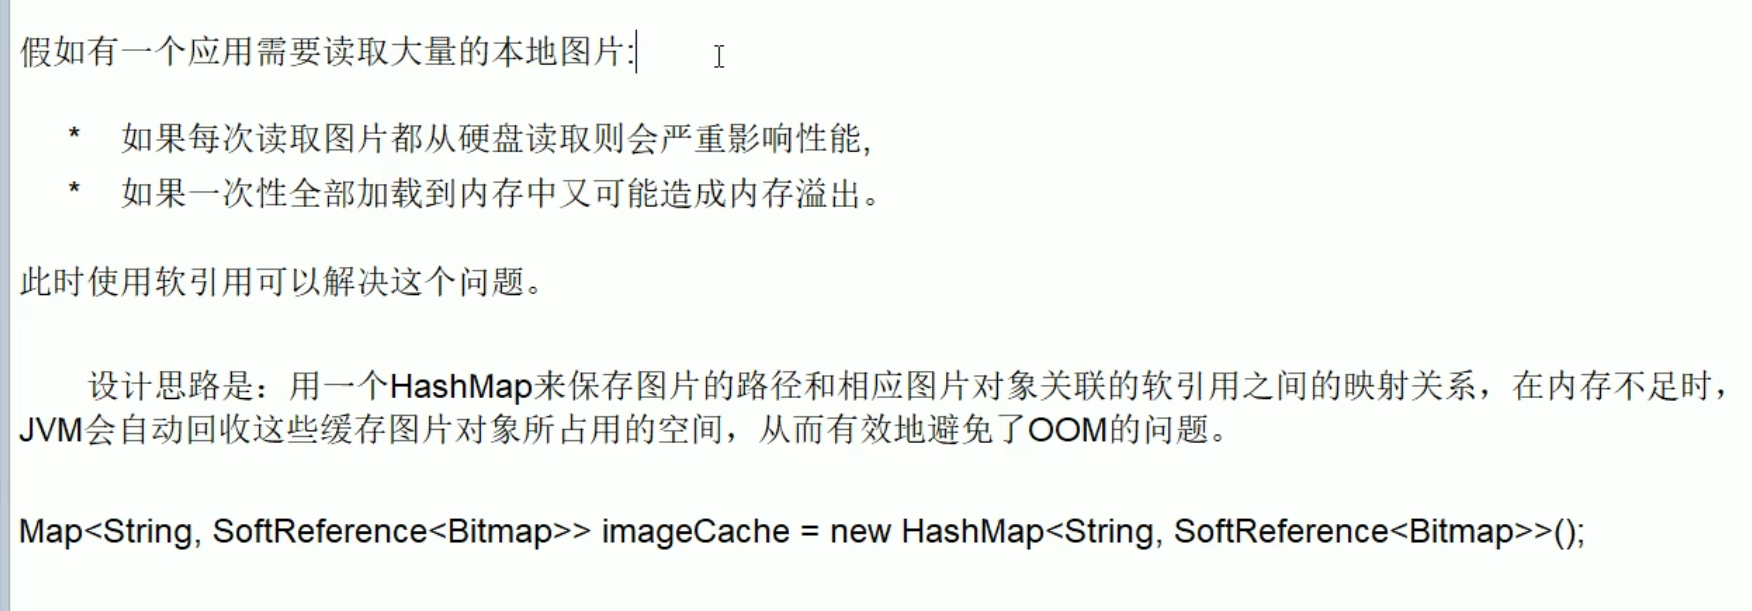 假如有一个应用需要读取大量的本地图片:
* 如果每次读取图片都从硬盘读取则会严重影响性能,
* 如果一次性全部加载到内存中又可能造成内存溢出。
此时使用软引用可以解决这个问题。
设计思路是：用一个HashMap来保存图片的路径和相应图片对象关联的软引用之间的映射关系，在内存不足时，
JVM会自动回收这些缓存图片对象所占用的空间，从而有效地避免了OOM的问题。
Map<String, SoftReference<Bitmap>> imageCache = new HashMap<String, SoftReference<Bitmap>>();